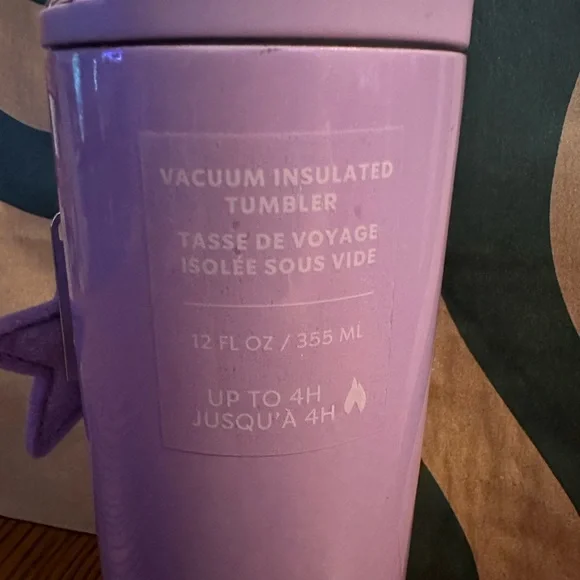 VACUUM INSULATED
TUMBLER
TASSE DE VOYAGE
ISOLÉE SOUS VIDE
12 FL OZ / 355 ML
UP TO 4H
JUSQU'À 4H